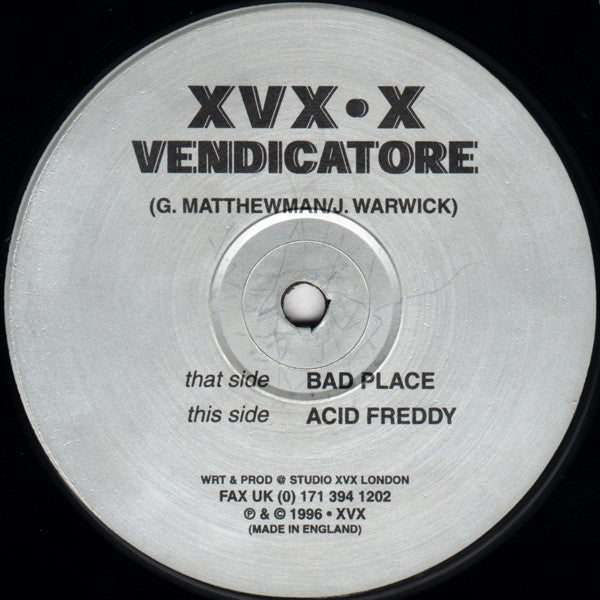 XVX • X
VENDICATORE
(G. MATTHEWMAN/J. WARWICK)
that side BAD PLACE
this side ACID FREDDY
WRT & PROD @ STUDIO XVX LONDON
FAX UK (0) 171 394 1202
℗ & © 1996 • XVX
(MADE IN ENGLAND)